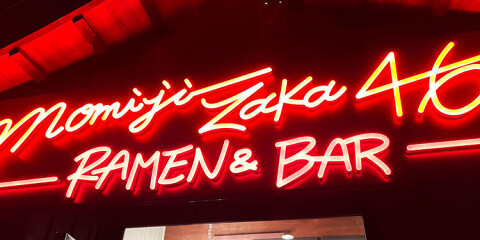 Momiji Zaka 46
RAMEN & BAR